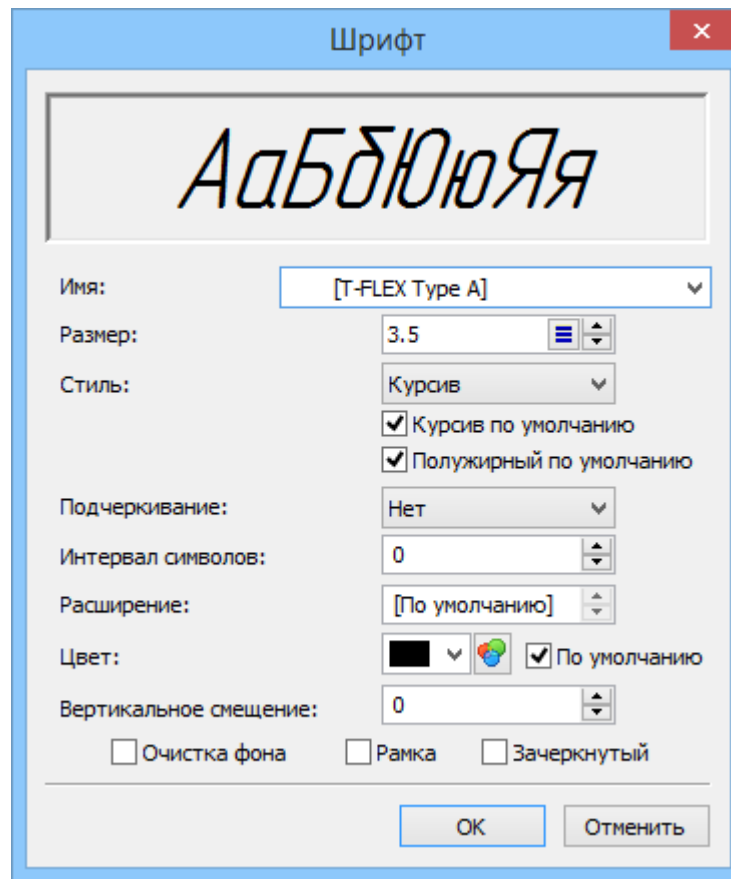 Шрифт
АаБбЮюЯя
Имя: [T-FLEX Type A]
Размер: 3.5
Стиль: Курсив
Курсив по умолчанию
Полужирный по умолчанию
Подчеркивание: Нет
Интервал символов: 0
Расширение: [По умолчанию]
Цвет: По умолчанию
Вертикальное смещение: 0
Очистка фона Рамка Зачеркнутый
ОК Отменить